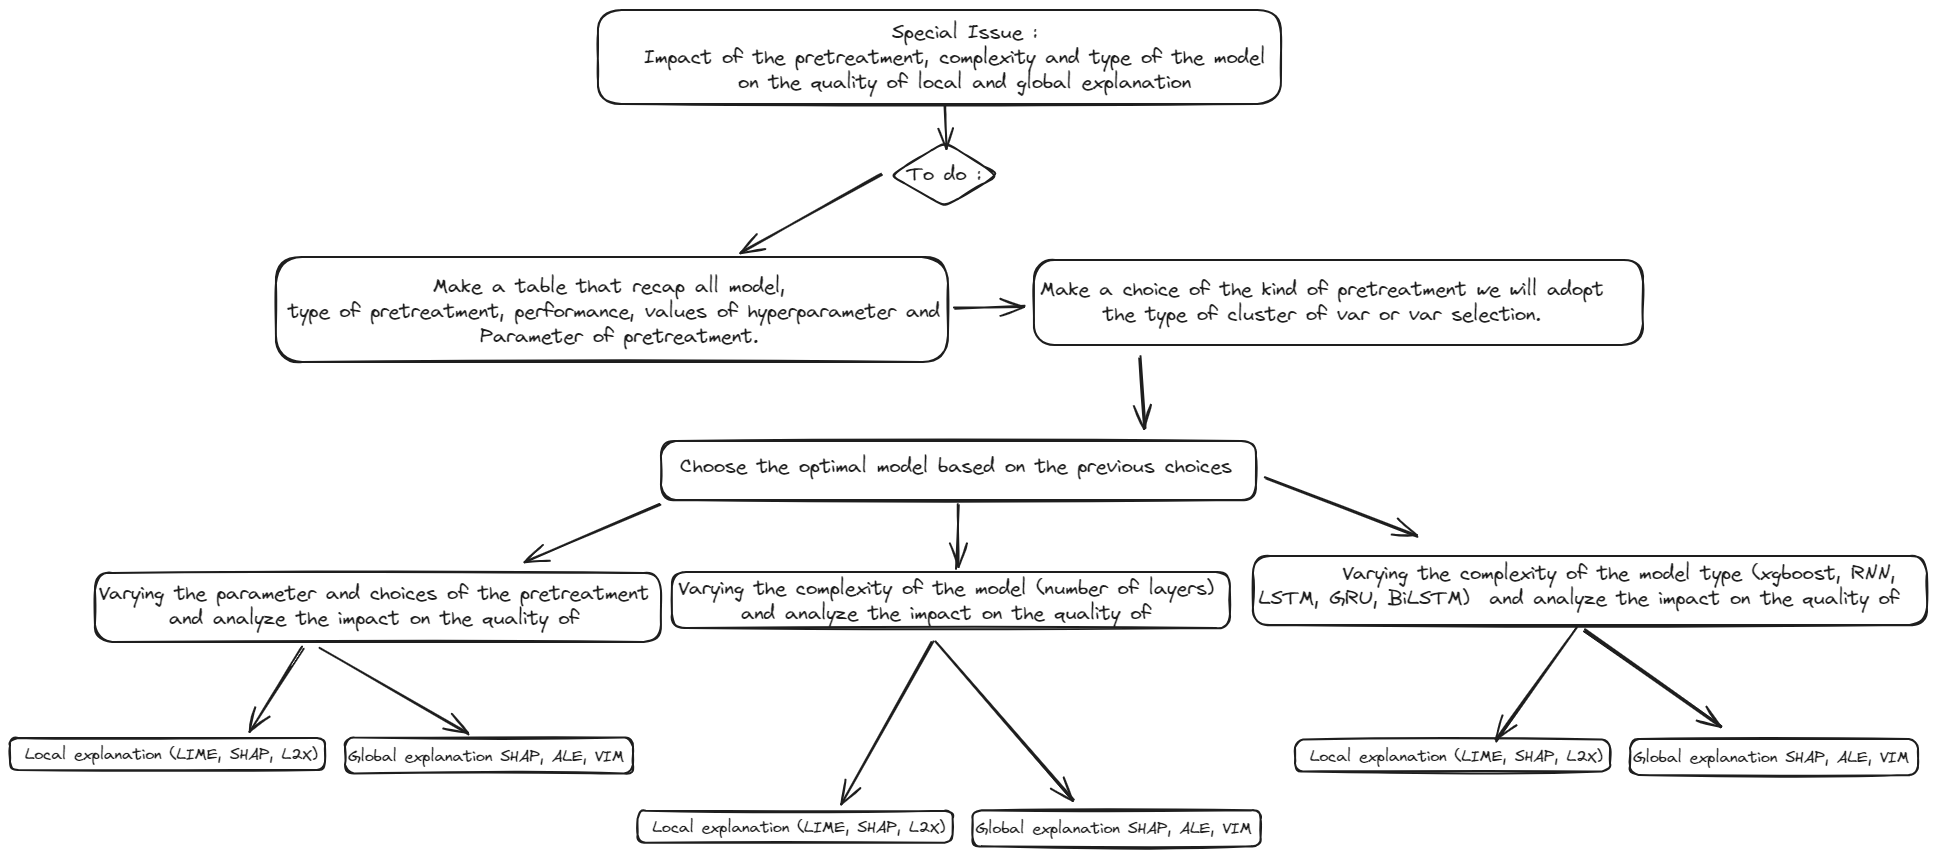 Special Issue :
Impact of the pretreatment, complexity and type of the model
on the quality of local and global explanation
To do :
Make a table that recap all model,
type of pretreatment, performance, values of hyperparameter and
Parameter of pretreatment.
Make a choice of the kind of pretreatment we will adopt
the type of cluster of var or var selection.
Choose the optimal model based on the previous choices
Varying the parameter and choices of the pretreatment
and analyze the impact on the quality of
Varying the complexity of the model (number of layers)
and analyze the impact on the quality of
Varying the complexity of the model type (xgboost, RNN,
LSTM, GRU, BiLSTM) and analyze the impact on the quality of
Local explanation (LIME, SHAP, L2X)
Global explanation SHAP, ALE, VIM
Local explanation (LIME, SHAP, L2X)
Global explanation SHAP, ALE, VIM
Local explanation (LIME, SHAP, L2X)
Global explanation SHAP, ALE, VIM